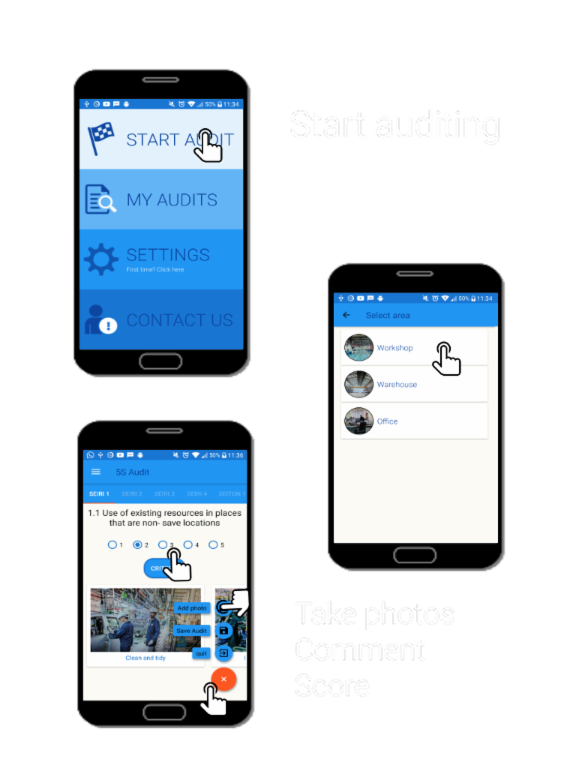 50% 11:34
START AUDIT
Start auditing
MY AUDITS
SETTINGS
First time? Click here
CONTACT US
50% 11:34
Select area
Workshop
Warehouse
Office
50% 11:36
5S Audit
SEIRI 1 SEIRI 2 SEIRI 3 SEIRI 4 SEITON 1
1.1 Use of existing resources in places
that are non- save locations
1 2 3 4 5
Add photo
Save Audit
quit
Clean and tidy
×
Take photos
Comment
Score